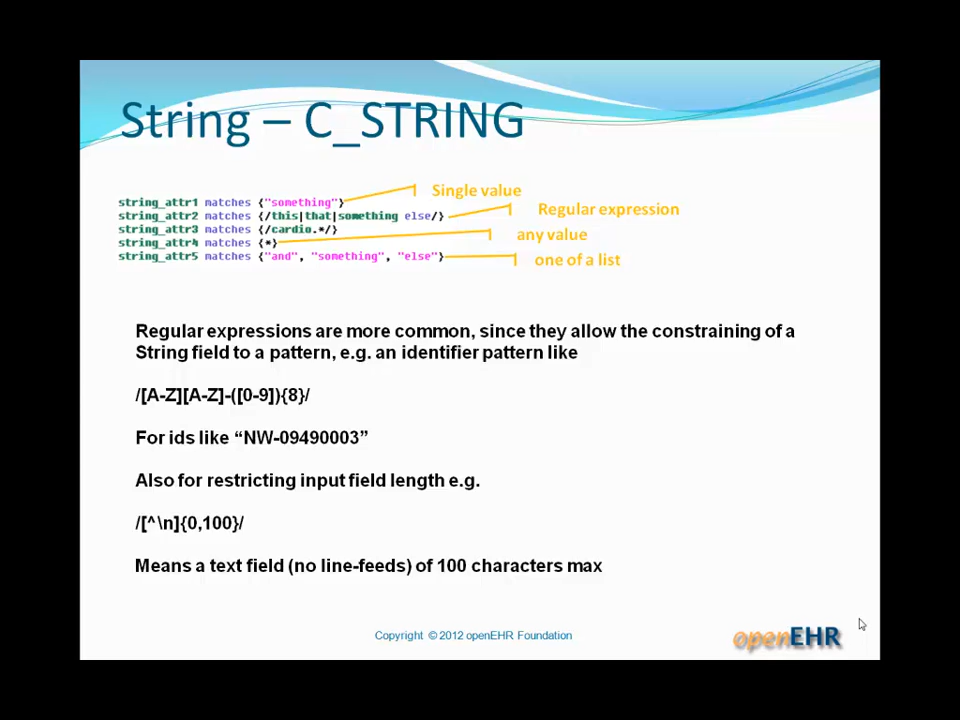 String – C_STRING
string_attr1 matches {"something"}
Single value
string_attr2 matches {/this|that|something else/}
Regular expression
string_attr3 matches {/cardio.*/}
string_attr4 matches {*}
any value
string_attr5 matches {"and", "something", "else"}
one of a list
Regular expressions are more common, since they allow the constraining of a
String field to a pattern, e.g. an identifier pattern like
/[A-Z][A-Z]-([0-9]){8}/
For ids like “NW-09490003”
Also for restricting input field length e.g.
/[^\n]{0,100}/
Means a text field (no line-feeds) of 100 characters max
Copyright © 2012 openEHR Foundation
openEHR